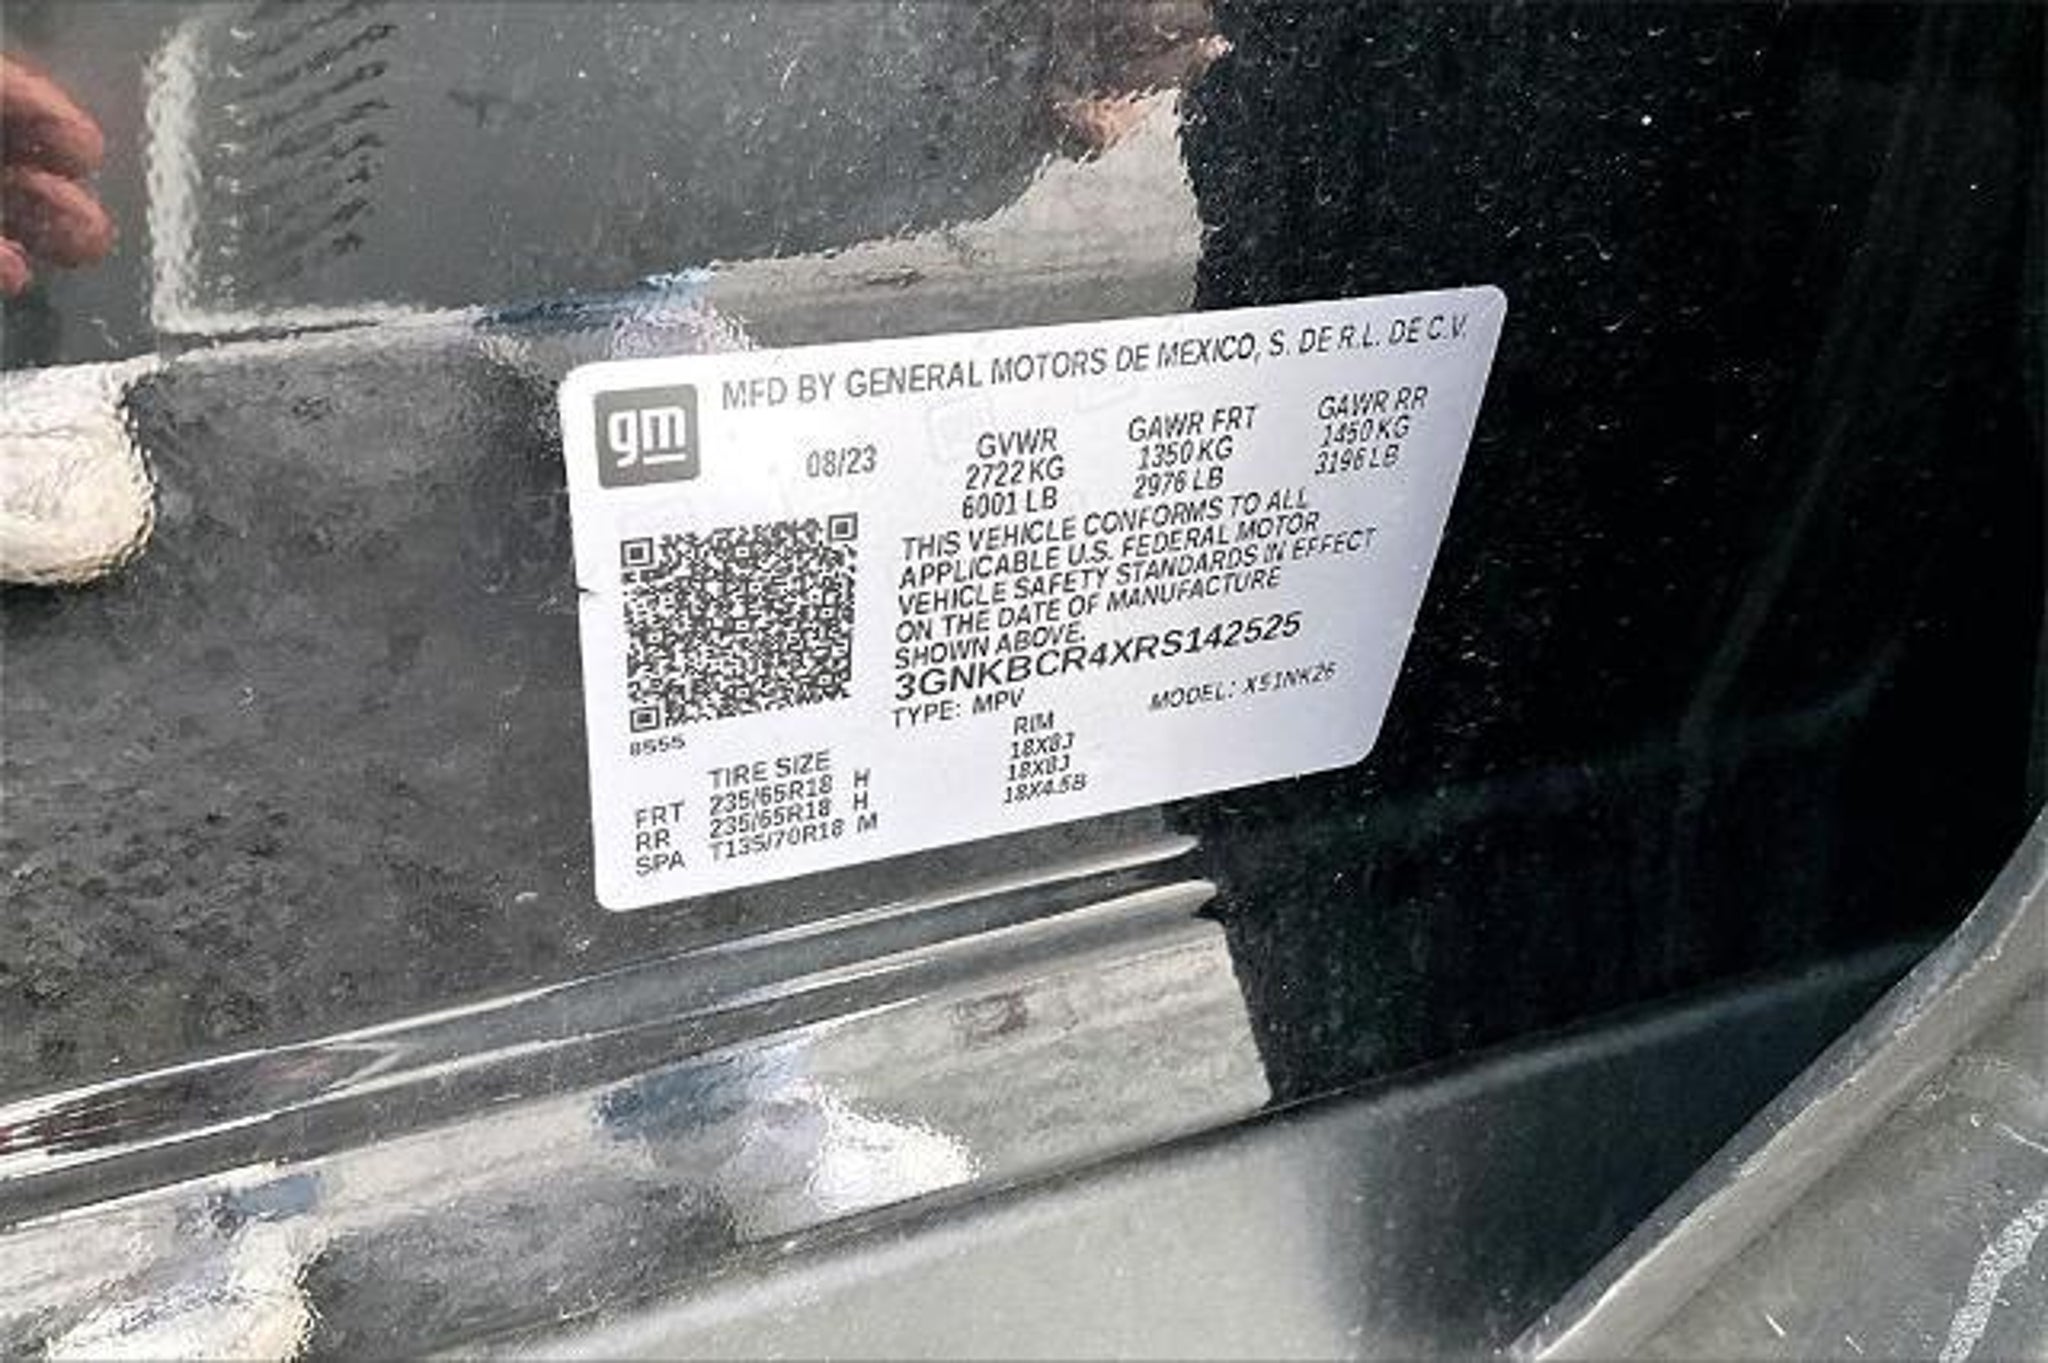 gm
MFD BY GENERAL MOTORS DE MEXICO, S. DE R.L. DE C.V.
08/23
GVWR GAWR FRT GAWR RR
2722 KG 1350 KG 1450 KG
6001 LB 2976 LB 3196 LB
THIS VEHICLE CONFORMS TO ALL
APPLICABLE U.S. FEDERAL MOTOR
VEHICLE SAFETY STANDARDS IN EFFECT
ON THE DATE OF MANUFACTURE
SHOWN ABOVE.
3GNKBCR4XRS142525
TYPE: MPV MODEL: X51NK26
8555
TIRE SIZE RIM
FRT 235/65R18 H 18X8J
RR 235/65R18 H 18X8J
SPA T135/70R18 M 18X4.5B